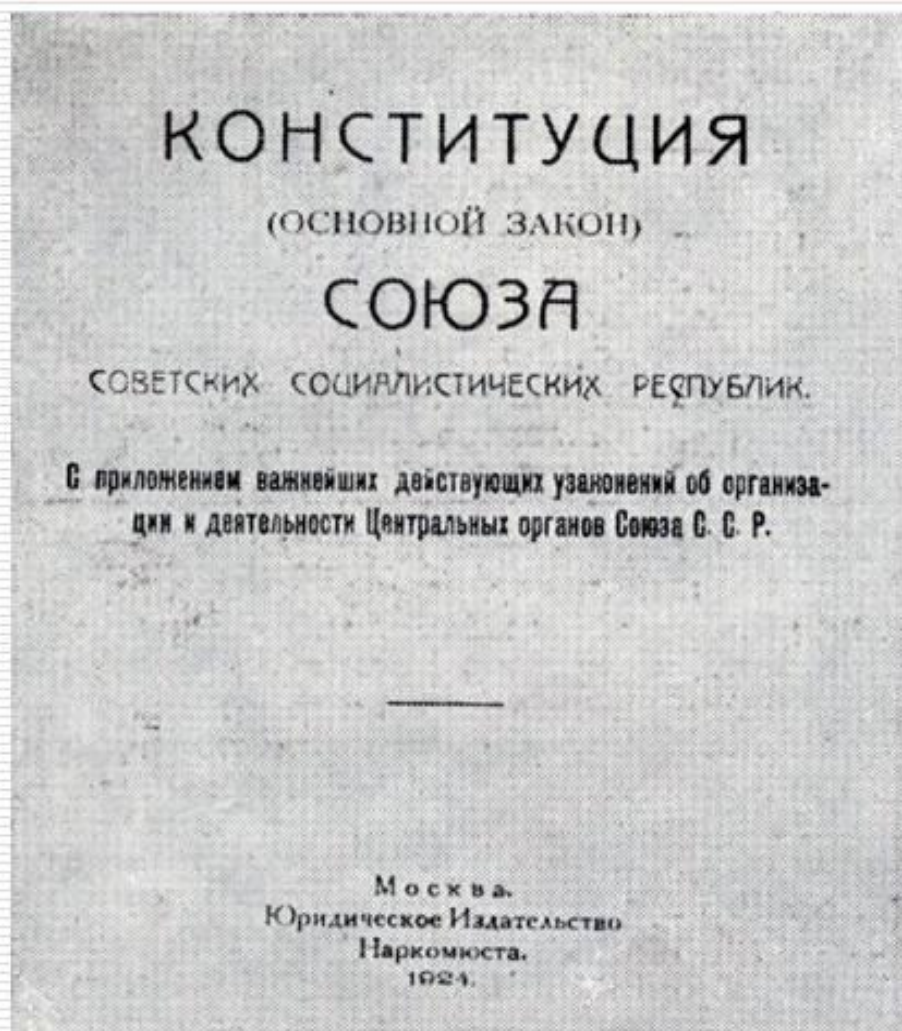 КОНСТИТУЦИЯ
(ОСНОВНОЙ ЗАКОН)
СОЮЗА
СОВЕТСКИХ СОЦИАЛИСТИЧЕСКИХ РЕСПУБЛИК.
С приложением важнейших действующих узаконений об организа-
ции и деятельности Центральных органов Союза С. С. Р.
Москва.
Юридическое Издательство
Наркомюста.
1924.